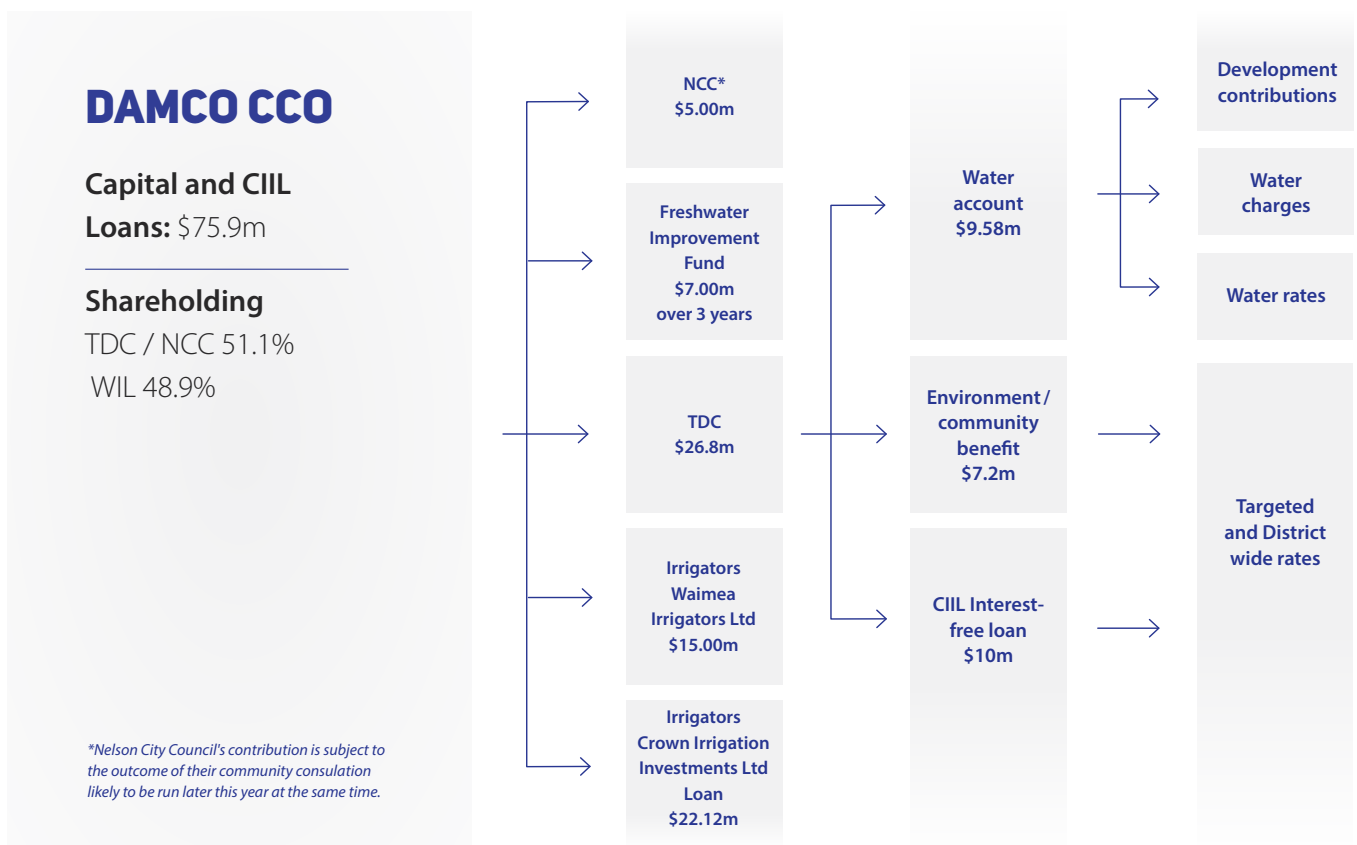 DAMCO CCO
Capital and CIIL
Loans: $75.9m
Shareholding
TDC / NCC 51.1%
WIL 48.9%
*Nelson City Council's contribution is subject to
the outcome of their community consulation
likely to be run later this year at the same time.
NCC*
$5.00m
Freshwater
Improvement
Fund
$7.00m
over 3 years
TDC
$26.8m
Irrigators
Waimea
Irrigators Ltd
$15.00m
Irrigators
Crown Irrigation
Investments Ltd
Loan
$22.12m
Water
account
$9.58m
Environment /
community
benefit
$7.2m
CIIL Interest-
free loan
$10m
Development
contributions
Water
charges
Water rates
Targeted
and District
wide rates